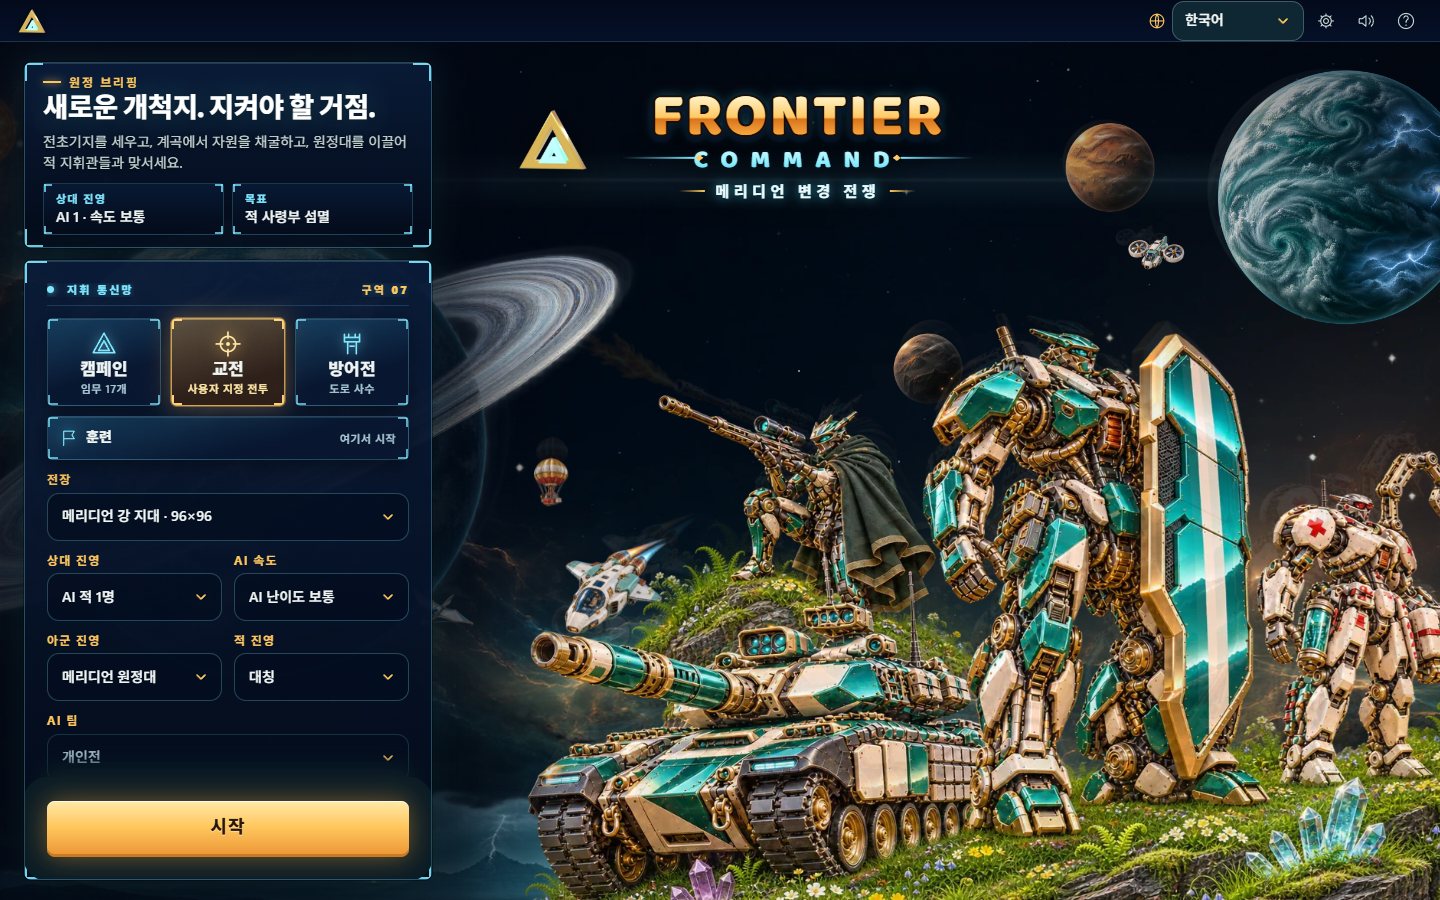 한국어
원정 브리핑
새로운 개척지. 지켜야 할 거점.
전초기지를 세우고, 계곡에서 자원을 채굴하고, 원정대를 이끌어
적 지휘관들과 맞서세요.
상대 진영
AI 1 · 속도 보통
목표
적 사령부 섬멸
지휘 통신망
구역 07
캠페인
임무 17개
교전
사용자 지정 전투
방어전
도로 사수
훈련
여기서 시작
전장
메리디언 강 지대 · 96×96
상대 진영
AI 적 1명
AI 속도
AI 난이도 보통
아군 진영
메리디언 원정대
적 진영
대칭
AI 팀
개인전
시작
FRONTIER
COMMAND
메리디언 변경 전쟁